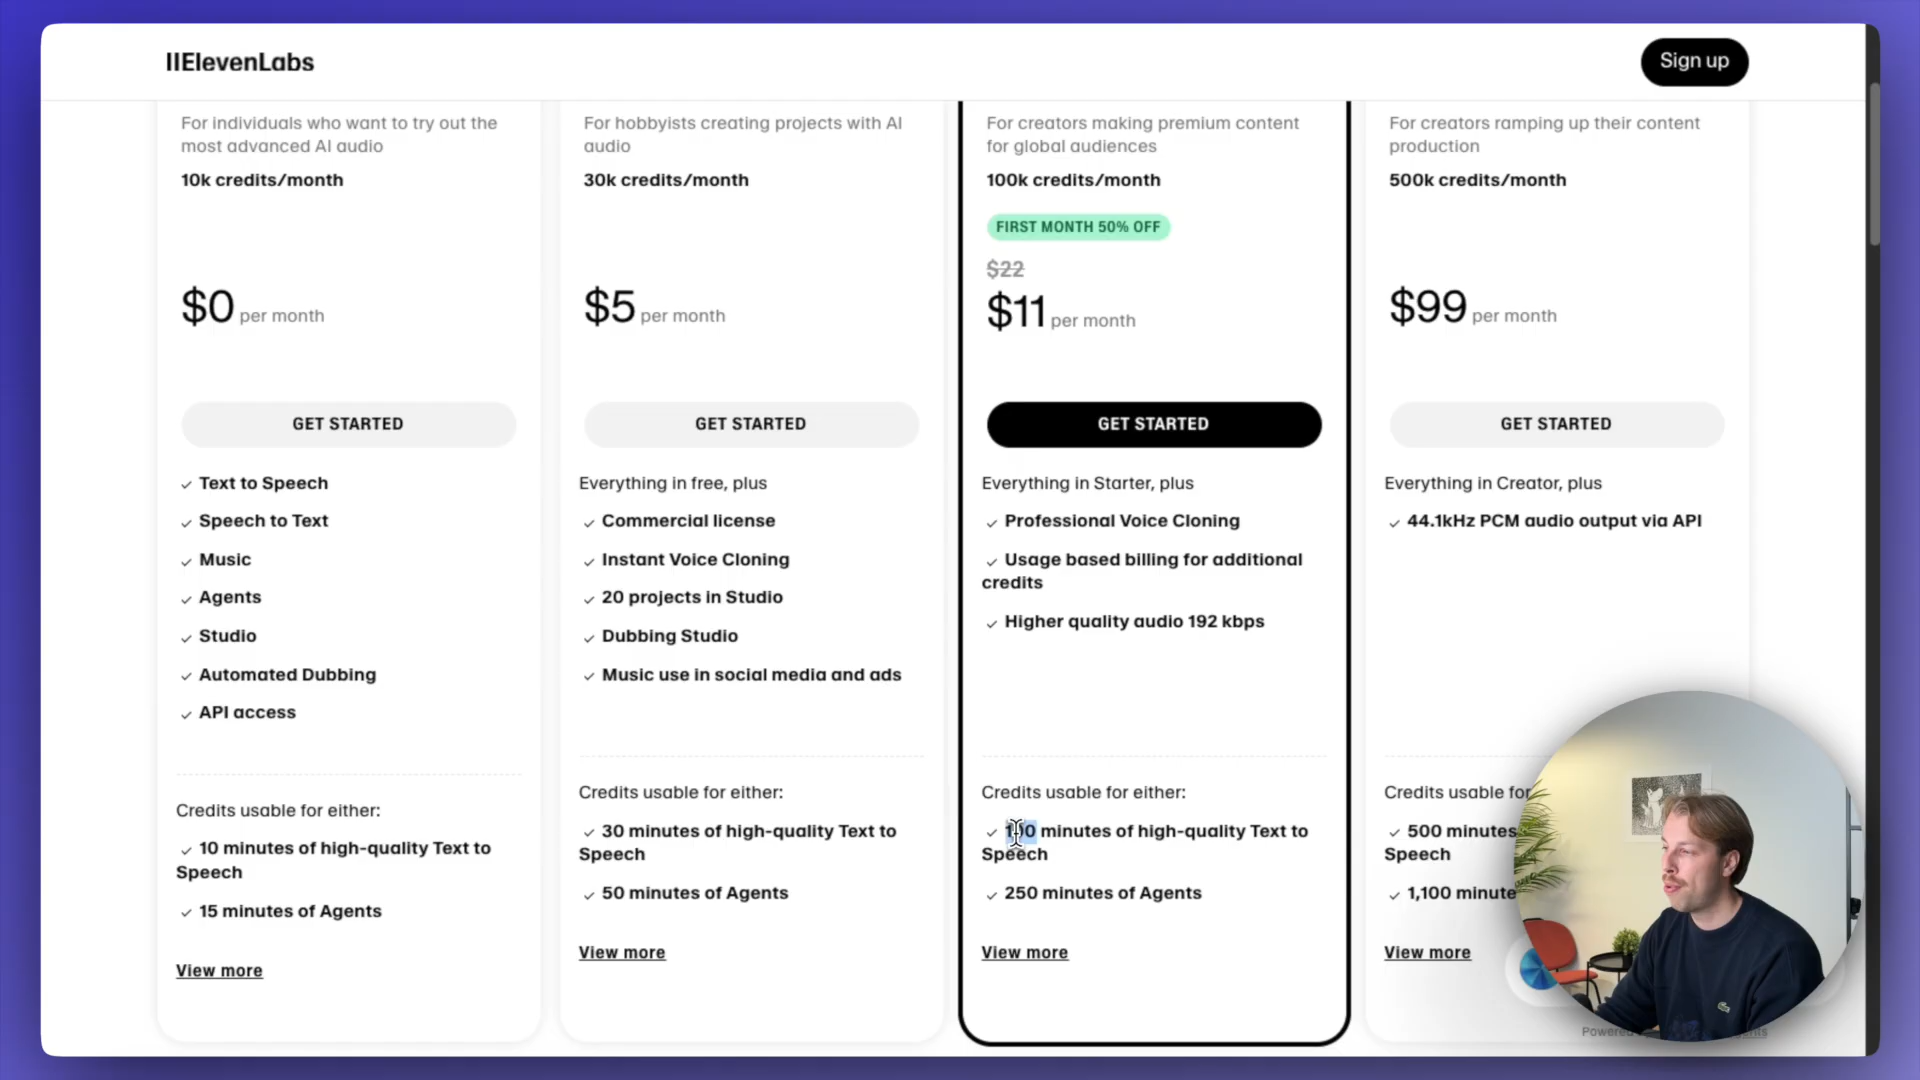 IIElevenLabs
Sign up
For individuals who want to try out the
most advanced AI audio
10k credits/month
$0 per month
GET STARTED
Text to Speech
Speech to Text
Music
Agents
Studio
Automated Dubbing
API access
Credits usable for either:
10 minutes of high-quality Text to
Speech
15 minutes of Agents
View more
For hobbyists creating projects with AI
audio
30k credits/month
$5 per month
GET STARTED
Everything in free, plus
Commercial license
Instant Voice Cloning
20 projects in Studio
Dubbing Studio
Music use in social media and ads
Credits usable for either:
30 minutes of high-quality Text to
Speech
50 minutes of Agents
View more
For creators making premium content
for global audiences
100k credits/month
FIRST MONTH 50% OFF
$22
$11 per month
GET STARTED
Everything in Starter, plus
Professional Voice Cloning
Usage based billing for additional
credits
Higher quality audio 192 kbps
Credits usable for either:
100 minutes of high-quality Text to
Speech
250 minutes of Agents
View more
For creators ramping up their content
production
500k credits/month
$99 per month
GET STARTED
Everything in Creator, plus
44.1kHz PCM audio output via API
Credits usable for
500 minutes
Speech
1,100 minute
View more